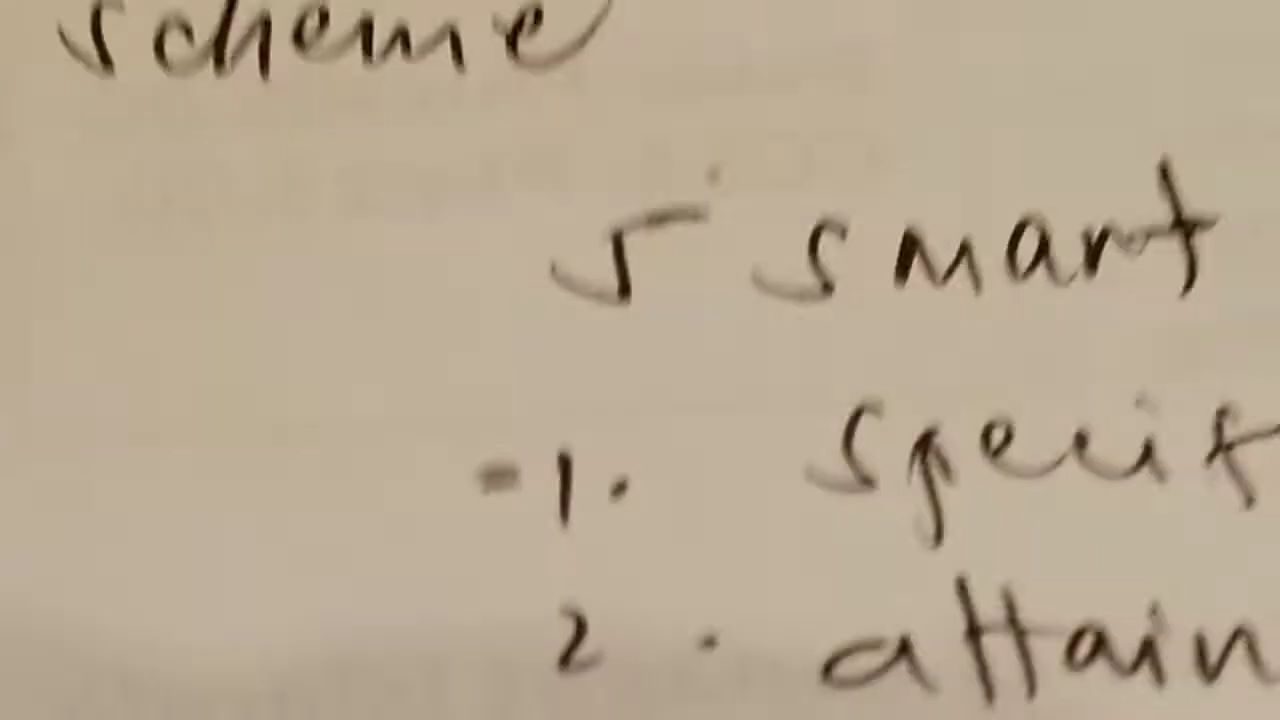 scheme
5 smart
1. specif
2. attain